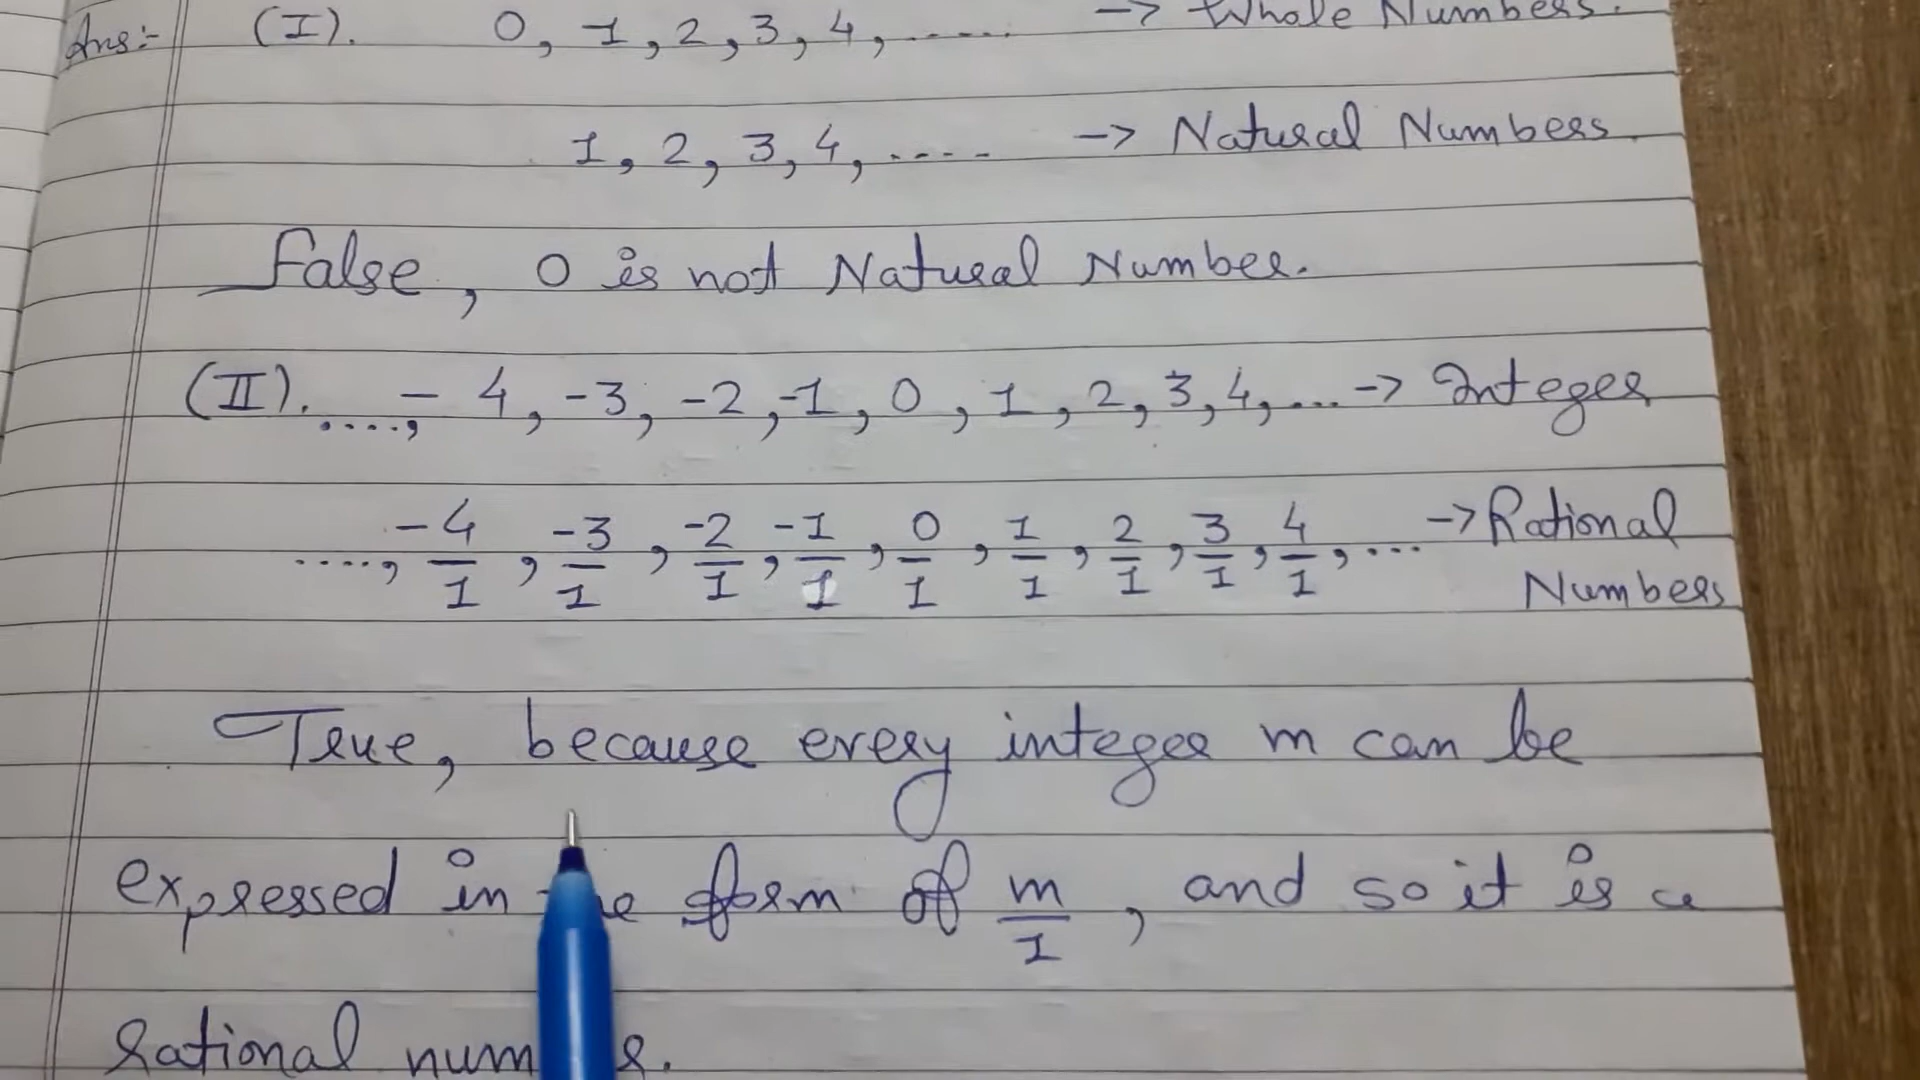 Ans:- (I). 0, 1, 2, 3, 4, ..... -> Whole Numbers.
1, 2, 3, 4, .... -> Natural Numbers.
False, 0 is not Natural Number.
(II). ...., -4, -3, -2, -1, 0, 1, 2, 3, 4, ... -> Integer
...., -4/1, -3/1, -2/1, -1/1, 0/1, 1/1, 2/1, 3/1, 4/1, ... -> Rational
Numbers
True, because every integer m can be
expressed in the form of m/1, and so it is a
rational